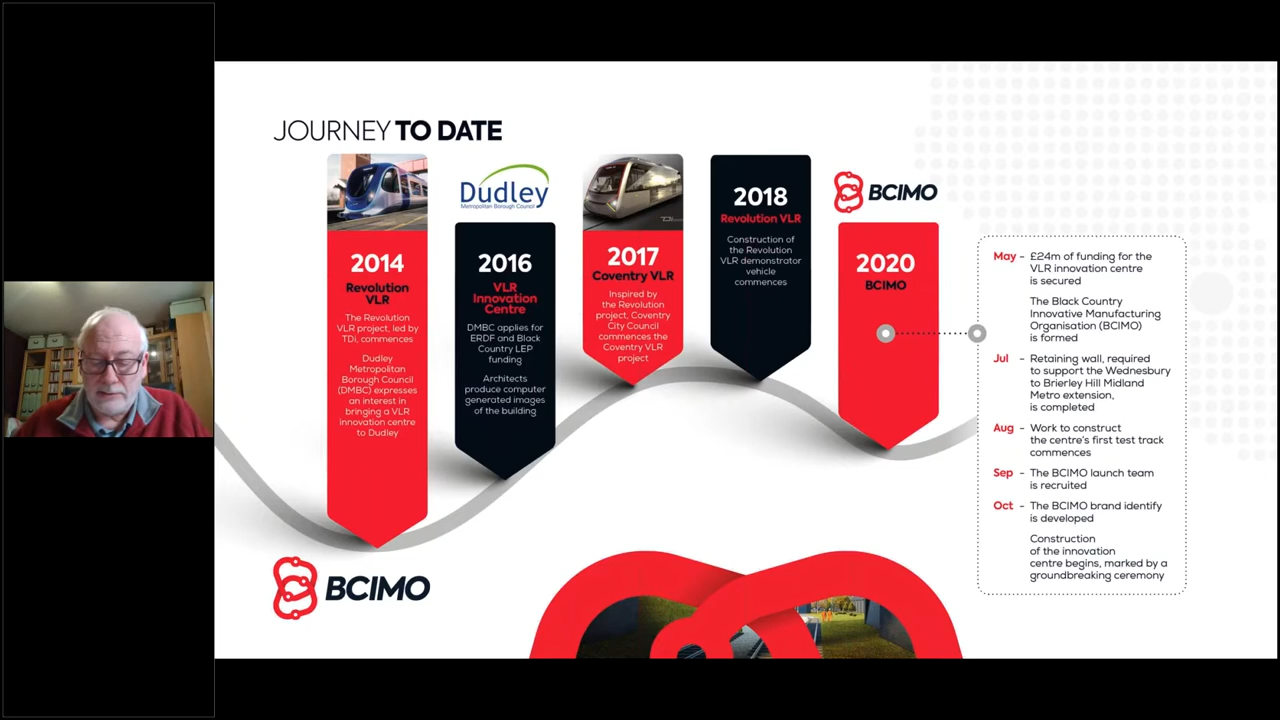 JOURNEY TO DATE
2014
Revolution
VLR
The Revolution
VLR project, led by
TDi, commences
Dudley
Metropolitan
Borough Council
(DMBC) expresses
an interest in
bringing a VLR
innovation centre
to Dudley
Dudley
Metropolitan Borough Council
2016
VLR
Innovation
Centre
DMBC applies for
ERDF and Black
Country LEP
funding
Architects
produce computer
generated images
of the building
2017
Coventry VLR
Inspired by
the Revolution
project, Coventry
City Council
commences the
Coventry VLR
project
2018
Revolution VLR
Construction of
the Revolution
VLR demonstrator
vehicle
commences
BCIMO
2020
BCIMO
May - £24m of funding for the
VLR innovation centre
is secured
The Black Country
Innovative Manufacturing
Organisation (BCIMO)
is formed
Jul - Retaining wall, required
to support the Wednesbury
to Brierley Hill Midland
Metro extension,
is completed
Aug - Work to construct
the centre's first test track
commences
Sep - The BCIMO launch team
is recruited
Oct - The BCIMO brand identify
is developed
Construction
of the innovation
centre begins, marked by a
groundbreaking ceremony
BCIMO